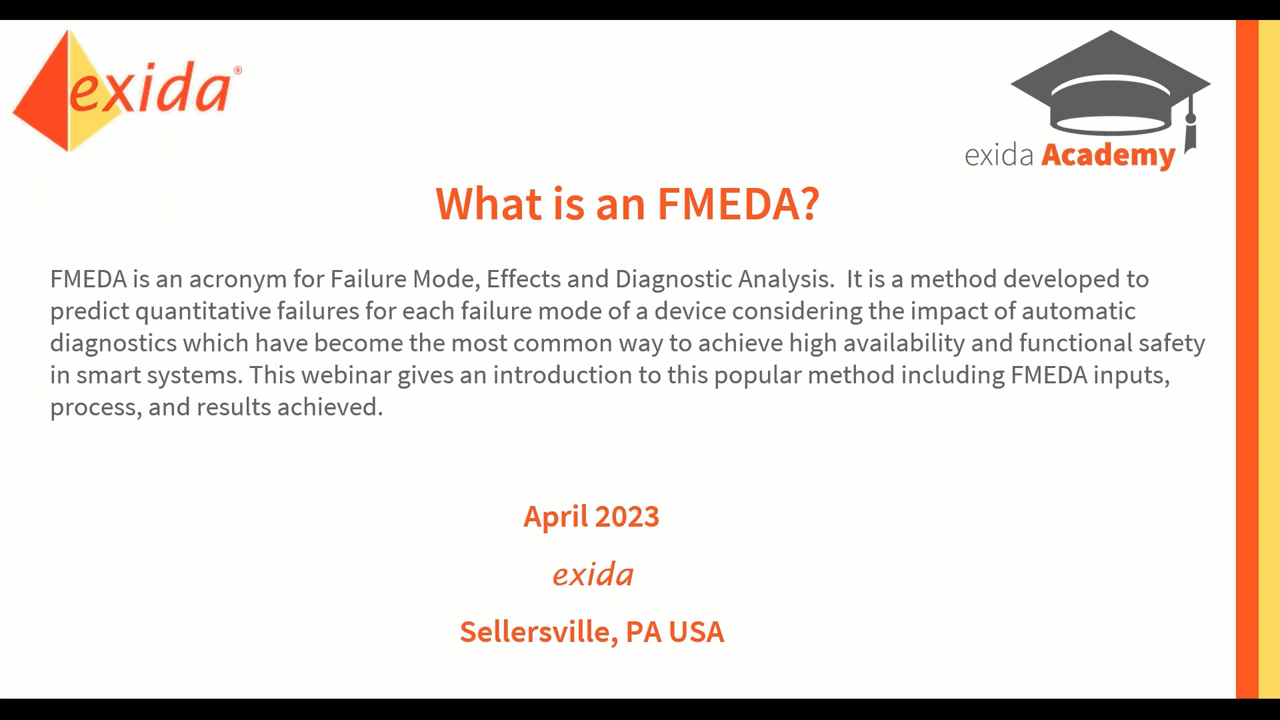 exida®
exida Academy
What is an FMEDA?
FMEDA is an acronym for Failure Mode, Effects and Diagnostic Analysis.  It is a method developed to
predict quantitative failures for each failure mode of a device considering the impact of automatic
diagnostics which have become the most common way to achieve high availability and functional safety
in smart systems. This webinar gives an introduction to this popular method including FMEDA inputs,
process, and results achieved.
April 2023
exida
Sellersville, PA USA